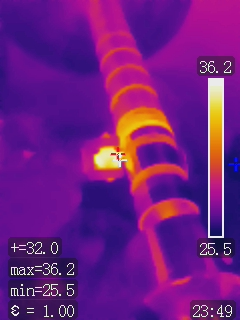 36.2
25.5
+=32.0
max=36.2
min=25.5
ε = 1.00
23:49